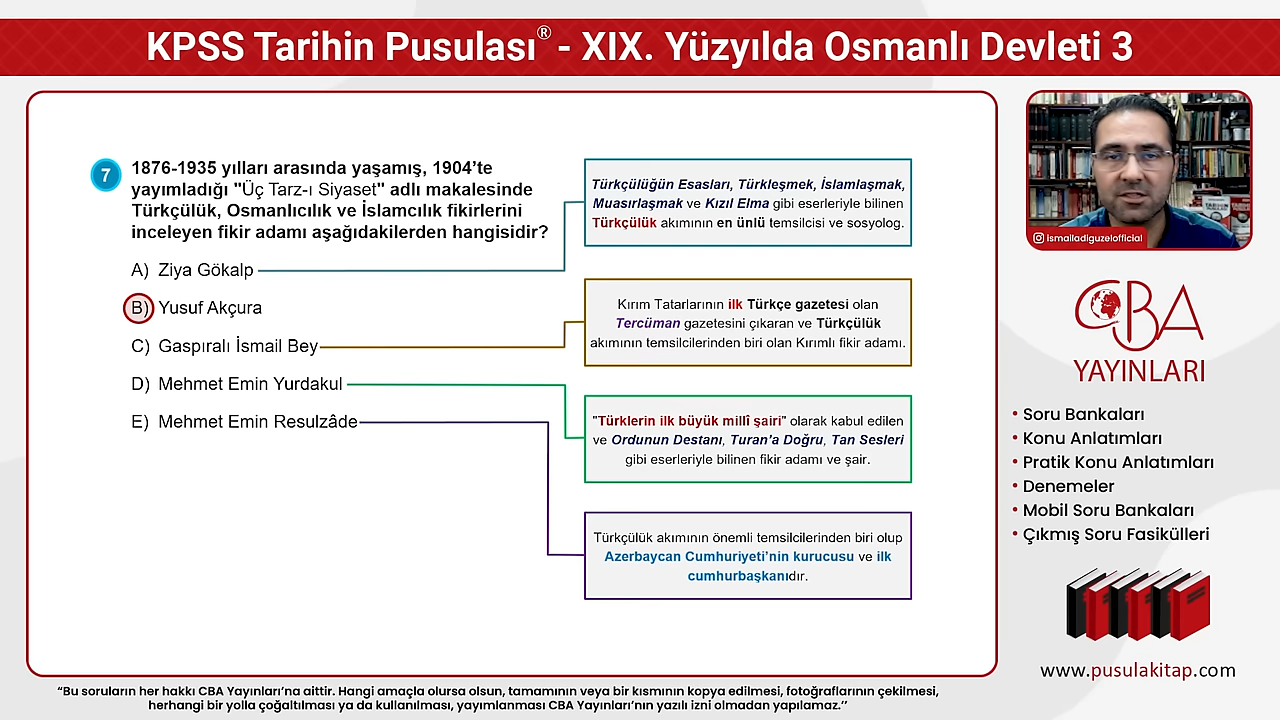 KPSS Tarihin Pusulası® - XIX. Yüzyılda Osmanlı Devleti 3
7
1876-1935 yılları arasında yaşamış, 1904’te
yayımladığı "Üç Tarz-ı Siyaset" adlı makalesinde
Türkçülük, Osmanlıcılık ve İslamcılık fikirlerini
inceleyen fikir adamı aşağıdakilerden hangisidir?
A) Ziya Gökalp
B) Yusuf Akçura
C) Gaspıralı İsmail Bey
D) Mehmet Emin Yurdakul
E) Mehmet Emin Resulzâde
Türkçülüğün Esasları, Türkleşmek, İslamlaşmak,
Muasırlaşmak ve Kızıl Elma gibi eserleriyle bilinen
Türkçülük akımının en ünlü temsilcisi ve sosyolog.
Kırım Tatarlarının ilk Türkçe gazetesi olan
Tercüman gazetesini çıkaran ve Türkçülük
akımının temsilcilerinden biri olan Kırımlı fikir adamı.
"Türklerin ilk büyük millî şairi" olarak kabul edilen
ve Ordunun Destanı, Turan’a Doğru, Tan Sesleri
gibi eserleriyle bilinen fikir adamı ve şair.
Türkçülük akımının önemli temsilcilerinden biri olup
Azerbaycan Cumhuriyeti’nin kurucusu ve ilk
cumhurbaşkanıdır.
ismailadiguzelofficial
CBA
YAYINLARI
• Soru Bankaları
• Konu Anlatımları
• Pratik Konu Anlatımları
• Denemeler
• Mobil Soru Bankaları
• Çıkmış Soru Fasikülleri
www.pusulakitap.com
“Bu soruların her hakkı CBA Yayınları’na aittir. Hangi amaçla olursa olsun, tamamının veya bir kısmının kopya edilmesi, fotoğraflarının çekilmesi,
herhangi bir yolla çoğaltılması ya da kullanılması, yayımlanması CBA Yayınları’nın yazılı izni olmadan yapılamaz.’’